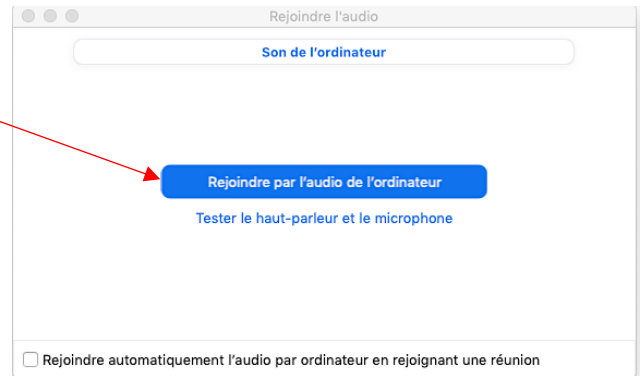 Rejoindre l'audio
Son de l’ordinateur
Rejoindre par l’audio de l’ordinateur
Tester le haut-parleur et le microphone
Rejoindre automatiquement l’audio par ordinateur en rejoignant une réunion